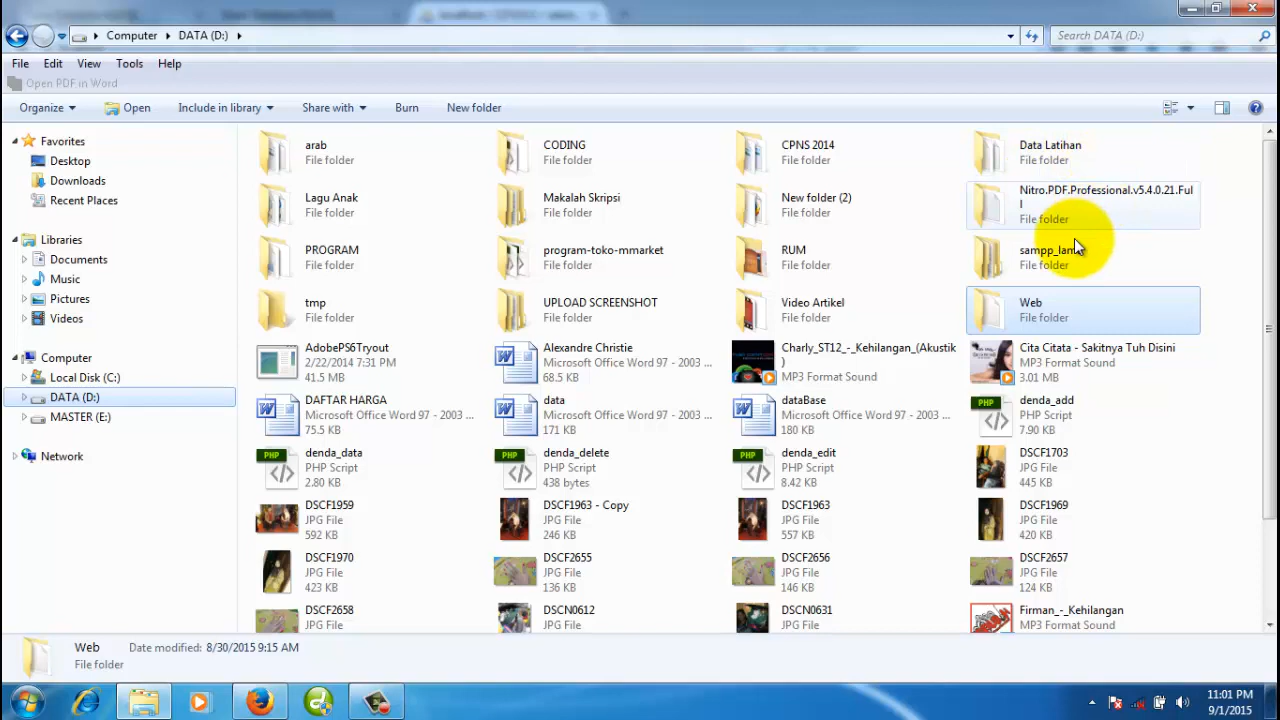 Computer DATA (D:)
Search DATA (D:)
File Edit View Tools Help
Open PDF in Word
Organize Open Include in library Share with Burn New folder
Favorites
Desktop
Downloads
Recent Places
Libraries
Documents
Music
Pictures
Videos
Computer
Local Disk (C:)
DATA (D:)
MASTER (E:)
Network
arab
File folder
CODING
File folder
CPNS 2014
File folder
Data Latihan
File folder
Lagu Anak
File folder
Makalah Skripsi
File folder
New folder (2)
File folder
Nitro.PDF.Professional.v5.4.0.21.Ful
l
File folder
PROGRAM
File folder
program-toko-mmarket
File folder
RUM
File folder
File folder
tmp
File folder
UPLOAD SCREENSHOT
File folder
Video Artikel
File folder
Web
File folder
AdobePS6Tryout
2/22/2014 7:31 PM
41.5 MB
Alexandre Christie
Microsoft Office Word 97 - 2003 ...
68.5 KB
Charly_ST12_-_Kehilangan_(Akustik
)
MP3 Format Sound
Cita Citata - Sakitnya Tuh Disini
MP3 Format Sound
3.01 MB
DAFTAR HARGA
Microsoft Office Word 97 - 2003 ...
75.5 KB
data
Microsoft Office Word 97 - 2003 ...
171 KB
dataBase
Microsoft Office Word 97 - 2003 ...
180 KB
PHP
denda_add
PHP Script
7.90 KB
PHP
denda_data
PHP Script
2.80 KB
PHP
denda_delete
PHP Script
438 bytes
PHP
denda_edit
PHP Script
8.42 KB
DSCF1703
JPG File
445 KB
DSCF1959
JPG File
592 KB
DSCF1963 - Copy
JPG File
246 KB
DSCF1963
JPG File
557 KB
DSCF1969
JPG File
420 KB
DSCF1970
JPG File
423 KB
DSCF2655
JPG File
136 KB
DSCF2656
JPG File
146 KB
DSCF2657
JPG File
124 KB
DSCF2658
JPG File
DSCN0612
JPG File
DSCN0631
JPG File
Firman_-_Kehilangan
MP3 Format Sound
Web Date modified: 8/30/2015 9:15 AM
File folder
11:01 PM
9/1/2015